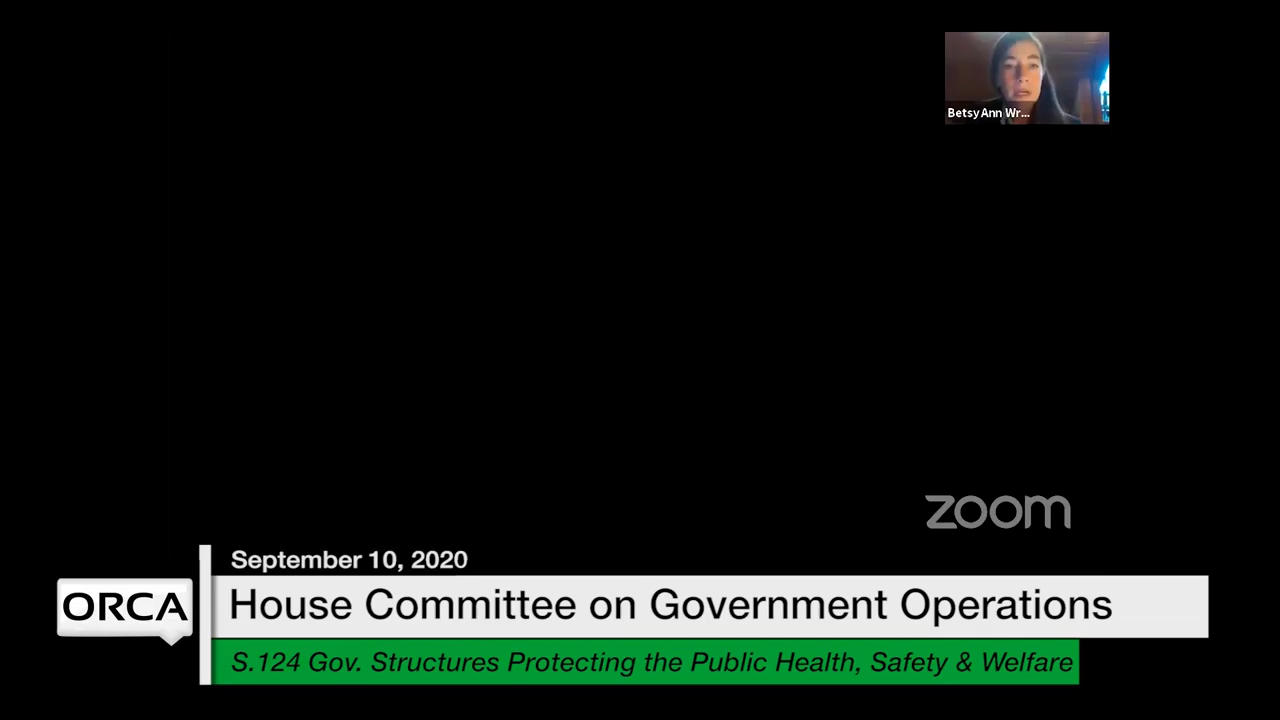 Betsy Ann Wr...
zoom
September 10, 2020
ORCA
House Committee on Government Operations
S.124 Gov. Structures Protecting the Public Health, Safety & Welfare